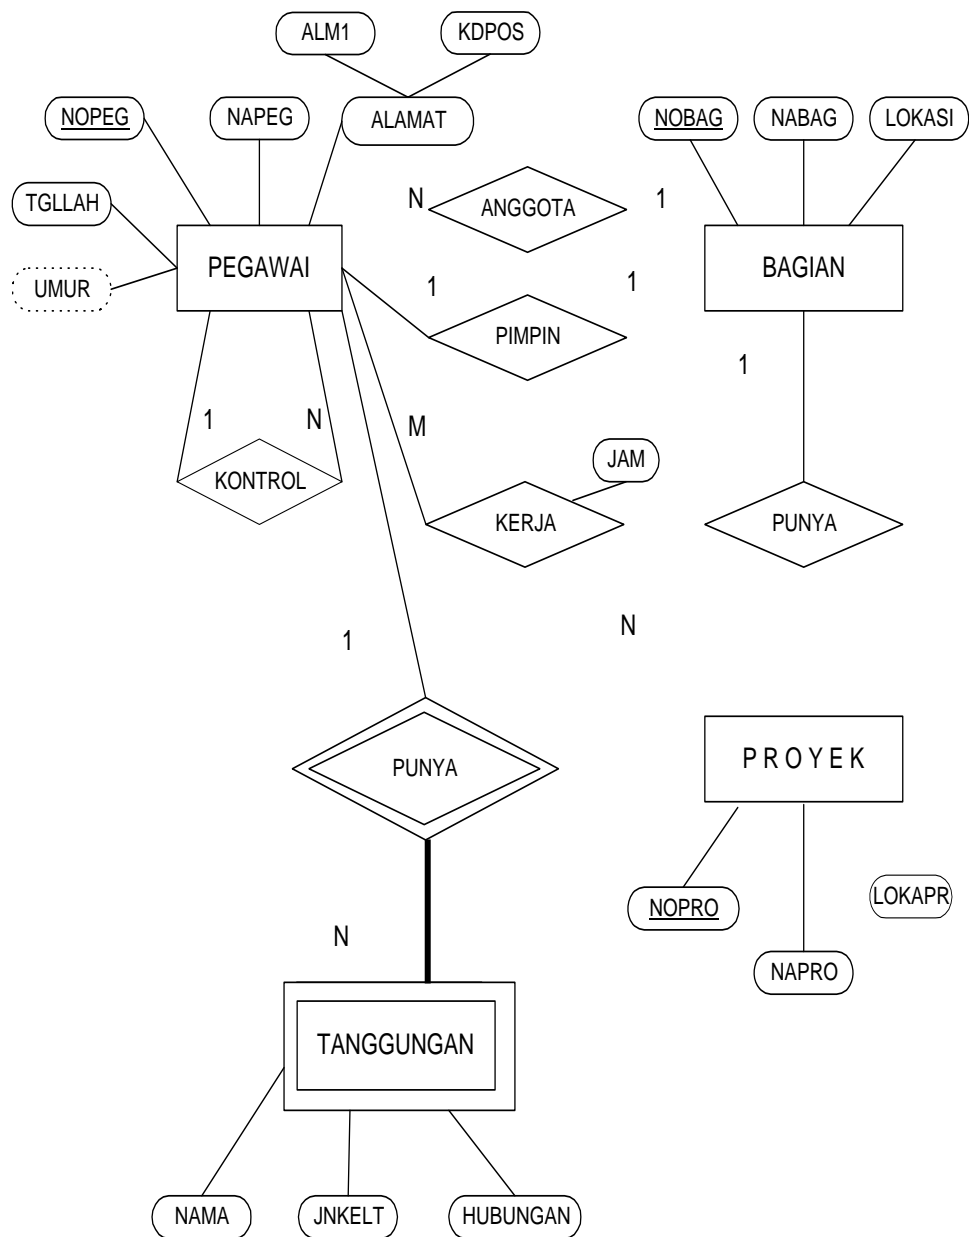 ALM1
KDPOS
NOPEG
NAPEG
ALAMAT
NOBAG
NABAG
LOKASI
TGLLAH
N
ANGGOTA
1
PEGAWAI
BAGIAN
UMUR
1
1
PIMPIN
1
1
N
M
JAM
KONTROL
KERJA
PUNYA
1
N
PUNYA
P R O Y E K
NOPRO
LOKAPR
N
NAPRO
TANGGUNGAN
NAMA
JNKELT
HUBUNGAN